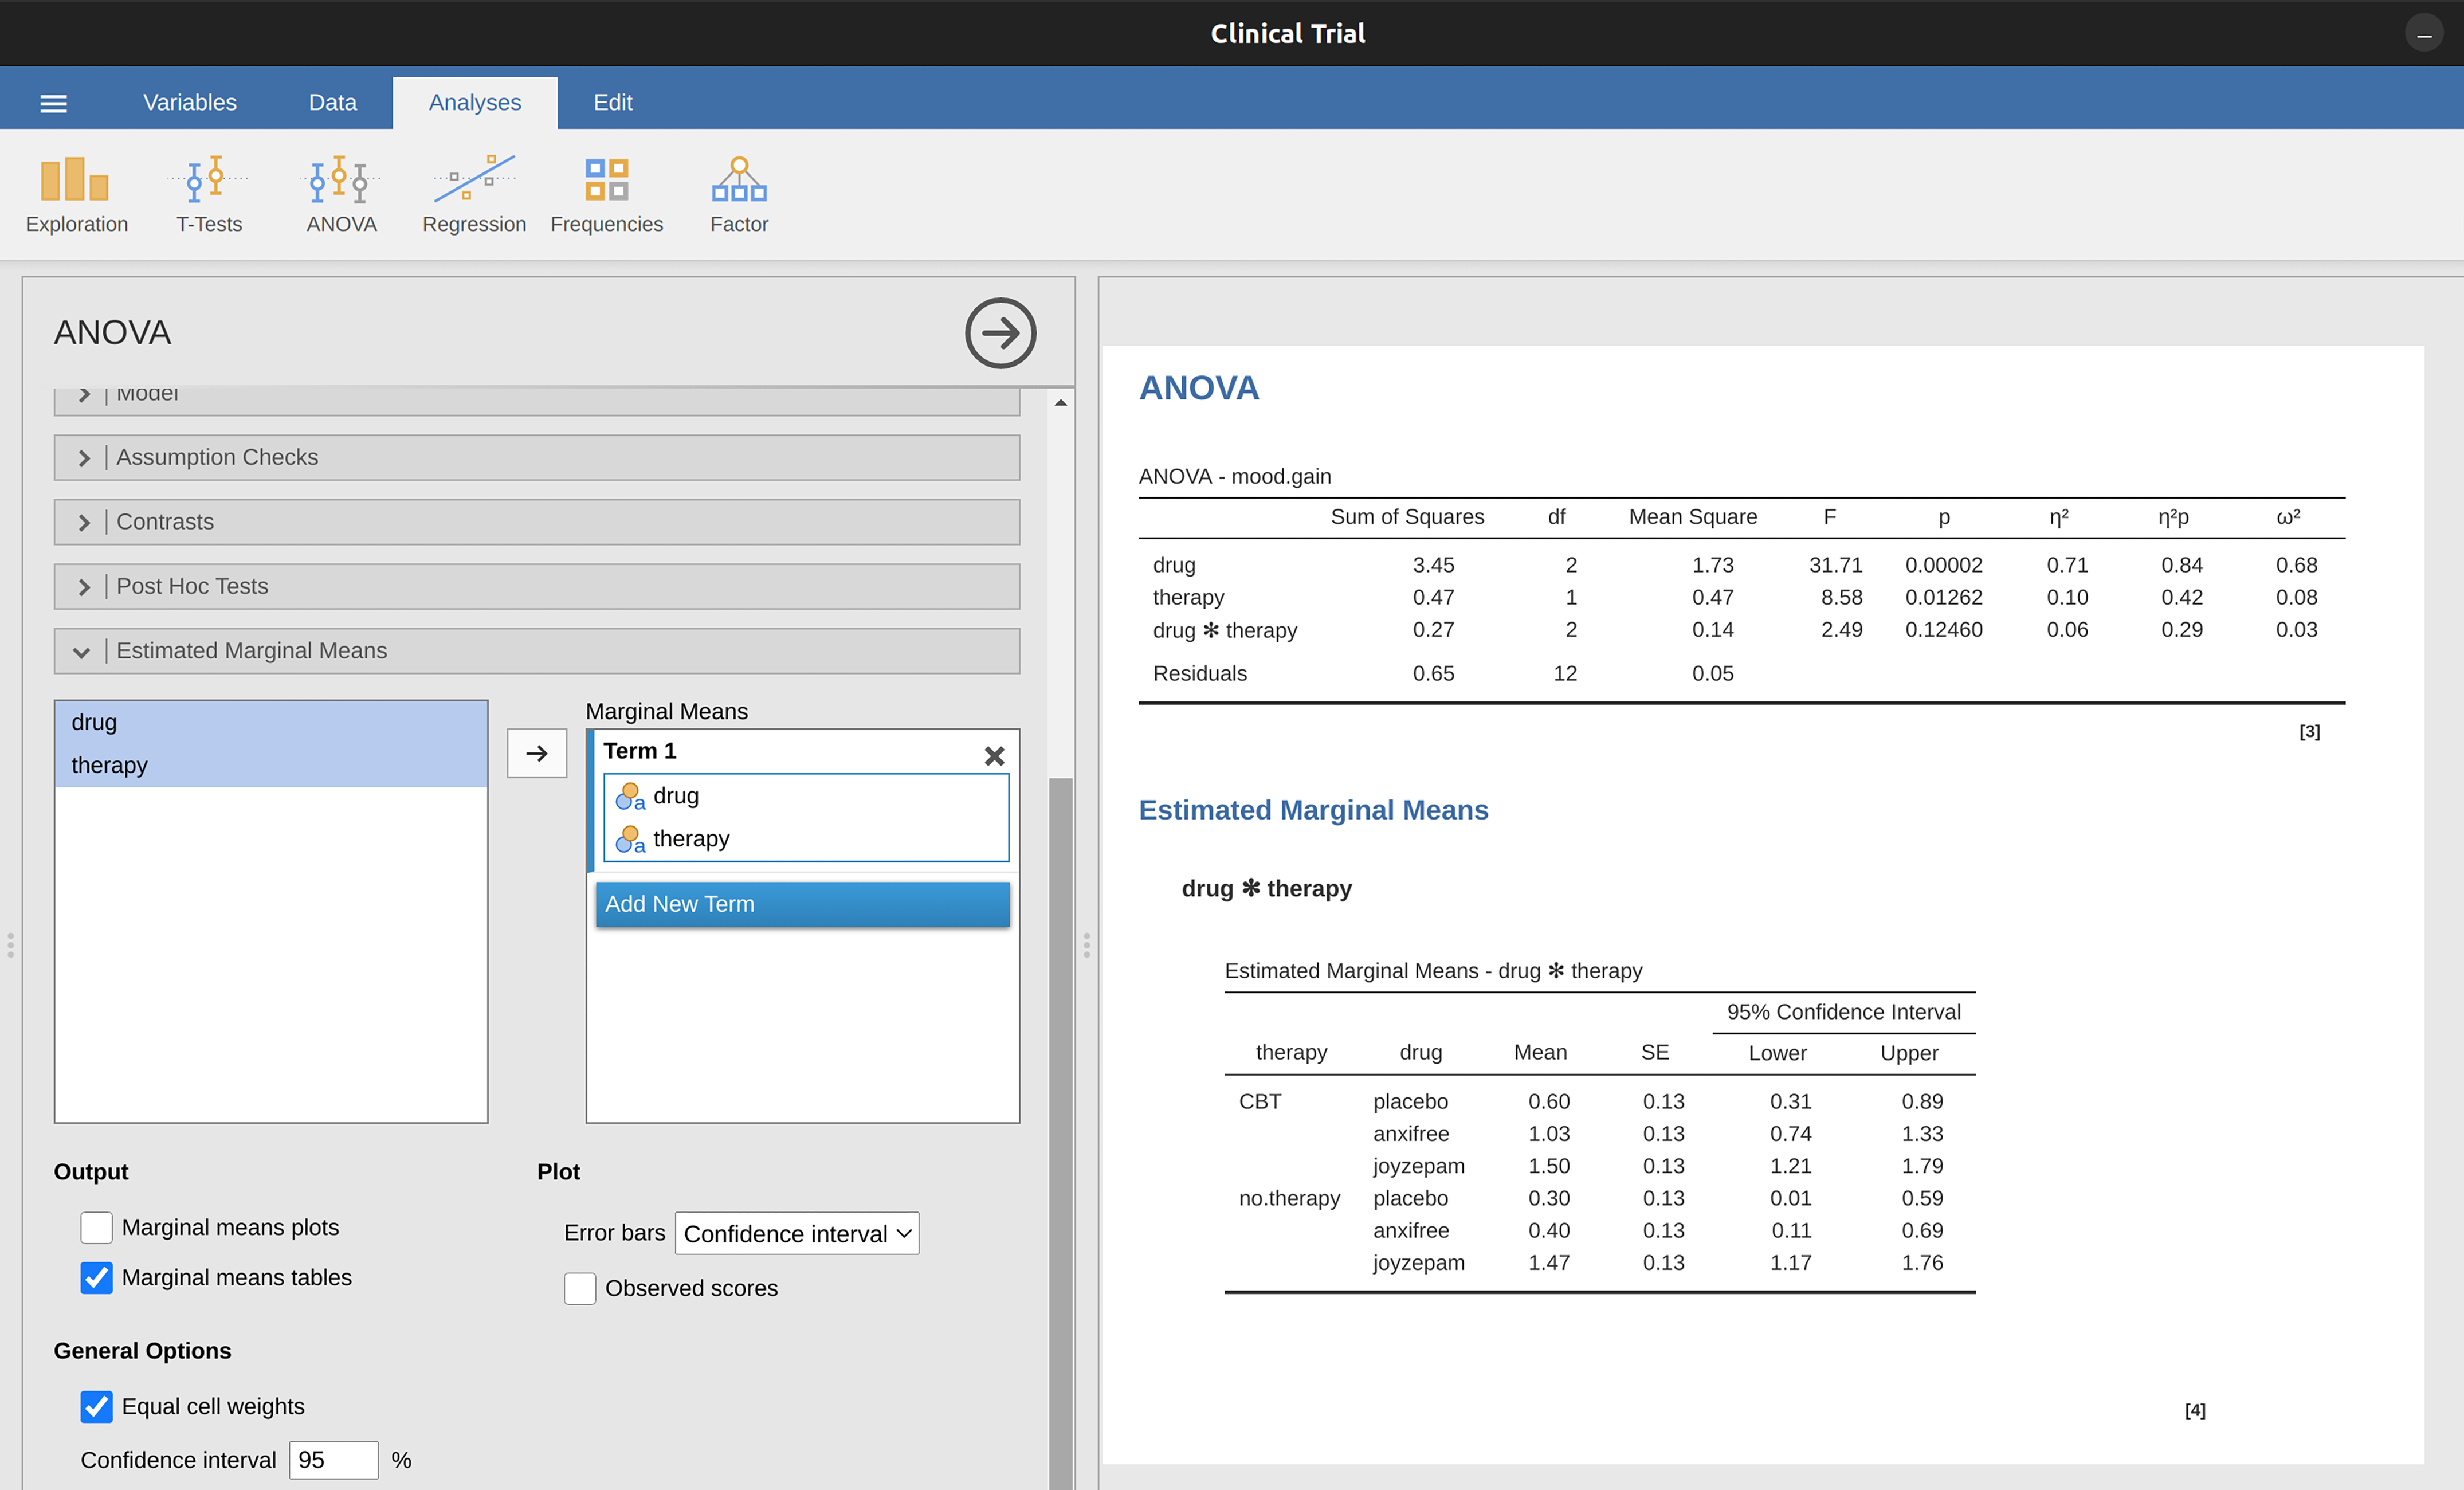 Clinical Trial
Variables Data Analyses Edit
Exploration T-Tests ANOVA Regression Frequencies Factor
ANOVA
Model
Assumption Checks
Contrasts
Post Hoc Tests
Estimated Marginal Means
drug
therapy
Marginal Means
Term 1
drug
therapy
Add New Term
Output
Marginal means plots
Marginal means tables
Plot
Error bars Confidence interval
Observed scores
General Options
Equal cell weights
Confidence interval 95 %
ANOVA
ANOVA - mood.gain
Sum of Squares df Mean Square F p η² η²p ω²
drug 3.45 2 1.73 31.71 0.00002 0.71 0.84 0.68
therapy 0.47 1 0.47 8.58 0.01262 0.10 0.42 0.08
drug ✻ therapy 0.27 2 0.14 2.49 0.12460 0.06 0.29 0.03
Residuals 0.65 12 0.05
[3]
Estimated Marginal Means
drug ✻ therapy
Estimated Marginal Means - drug ✻ therapy
95% Confidence Interval
therapy drug Mean SE Lower Upper
CBT placebo 0.60 0.13 0.31 0.89
anxifree 1.03 0.13 0.74 1.33
joyzepam 1.50 0.13 1.21 1.79
no.therapy placebo 0.30 0.13 0.01 0.59
anxifree 0.40 0.13 0.11 0.69
joyzepam 1.47 0.13 1.17 1.76
[4]